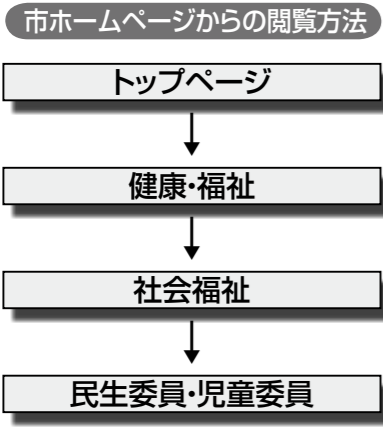 市ホームページからの閲覧方法
トップページ
健康・福祉
社会福祉
民生委員・児童委員